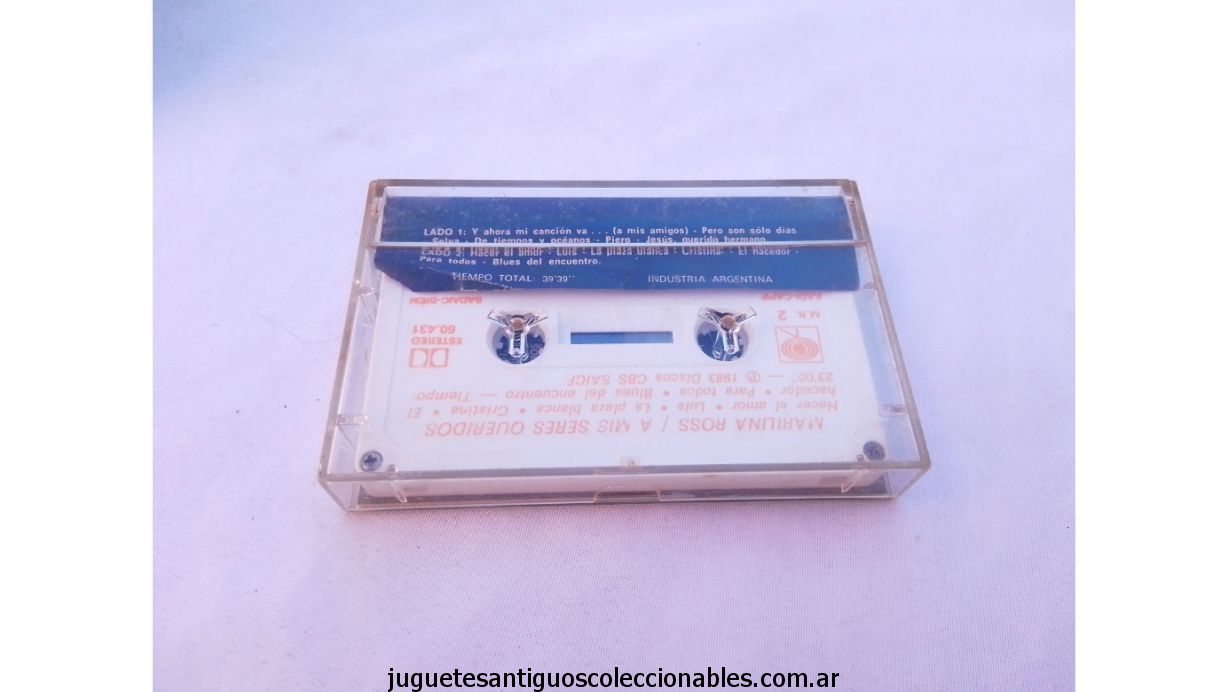 LADO 1: Y ahora mi canción va . . . (a mis amigos) - Pero son sólo días
Selva - De tiempos y océanos - Piero - Jesús, querido hermano
LADO 2: Hacer el amor - Luis - La plaza blanca - Cristina - El hacedor -
Para todos - Blues del encuentro.
TIEMPO TOTAL: 39'39'' INDUSTRIA ARGENTINA
MARILINA ROSS / A MIS SERES QUERIDOS
Hacer el amor • Luis • La plaza blanca • Cristina • El
hacedor • Para todos • Blues del encuentro — Tiempo:
23'00'' — ℗ 1983 Discos CBS SAICF.
M.R. 2
ESTEREO
60.431
AADI-CAPIF
SADAIC-BIEM
juguetesantiguoscoleccionables.com.ar